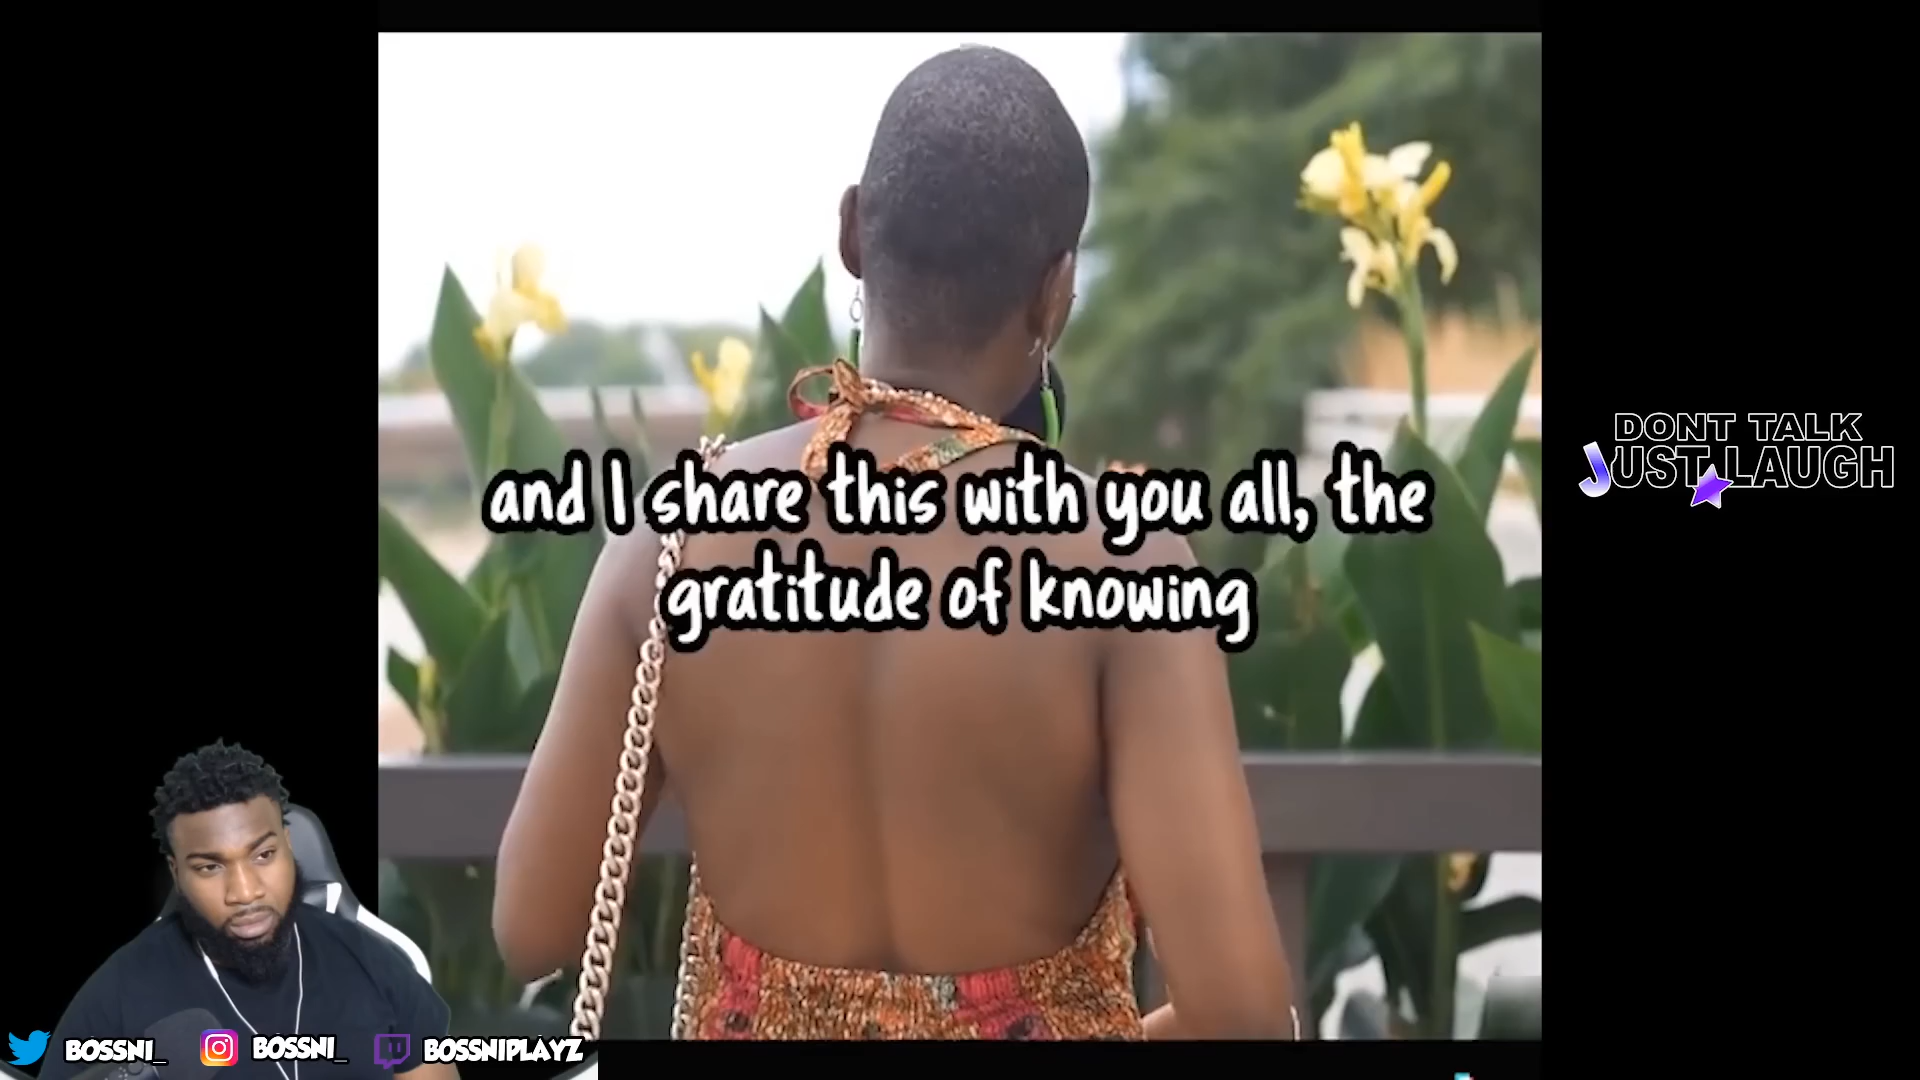 and I share this with you all, the
gratitude of knowing
DONT TALK
JUST LAUGH
BOSSNI_
BOSSNI_
BOSSNIPLAYZ